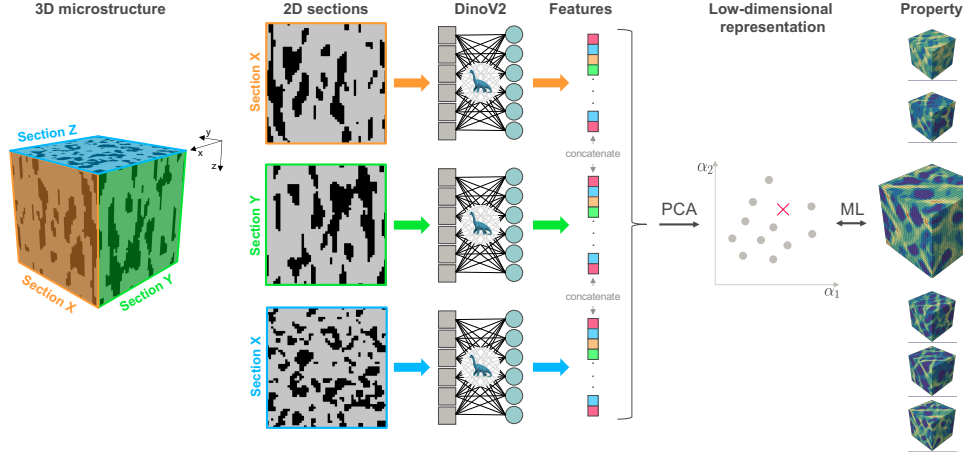 3D microstructure
2D sections
DinoV2
Features
Low-dimensional
representation
Property
Section Z
y
x
z
Section X
Section Y
Section X
Section Y
Section X
concatenate
concatenate
PCA
α2
α1
ML